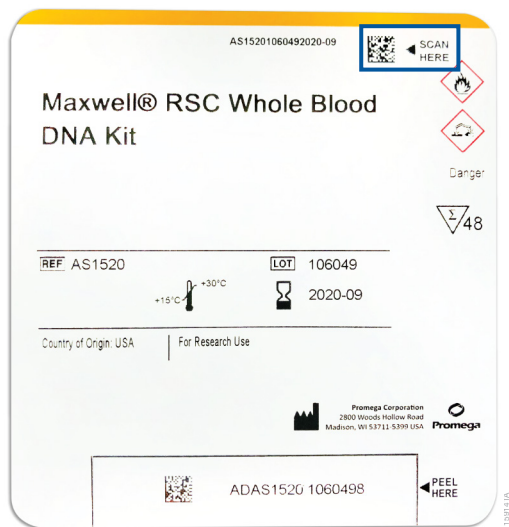 AS15201060492020-09
SCAN
HERE
Maxwell® RSC Whole Blood
DNA Kit
Danger
Σ 48
REF AS1520
LOT 106049
+15°C +30°C
2020-09
Country of Origin: USA
For Research Use
Promega Corporation
2800 Woods Hollow Road
Madison, WI 53711-5399 USA
Promega
ADAS1520 1060498
PEEL
HERE
15914TA